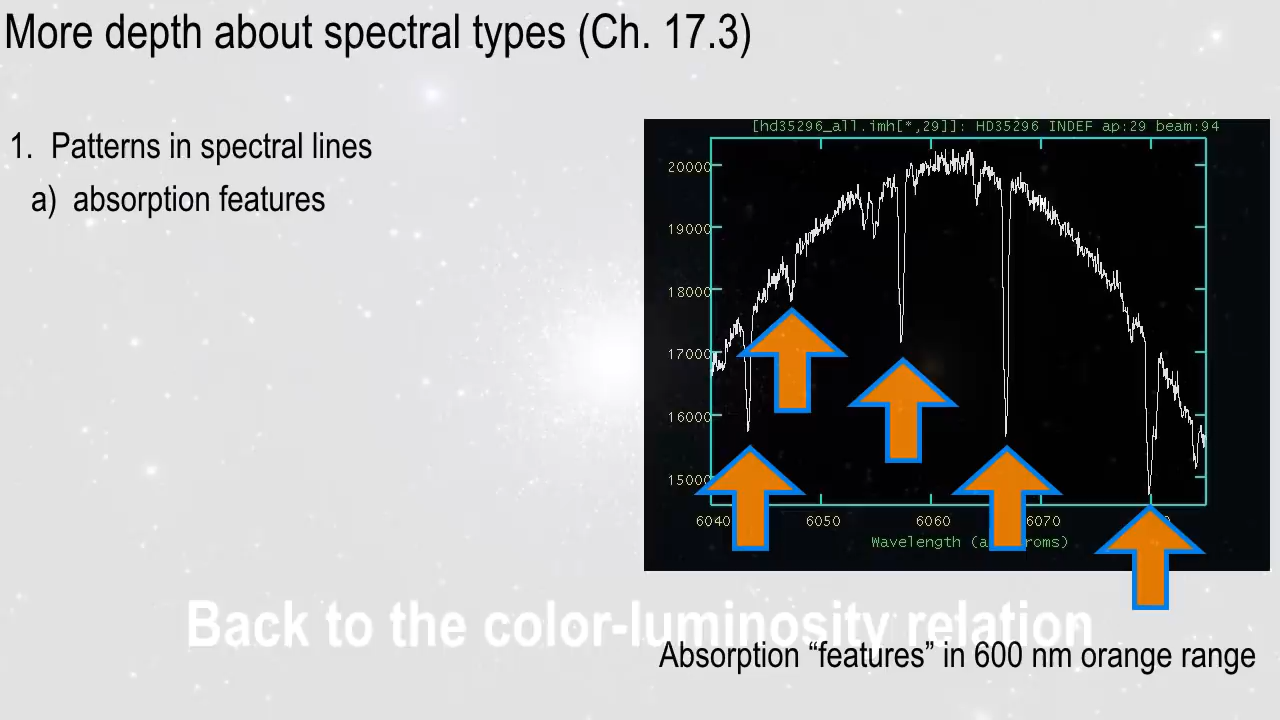 More depth about spectral types (Ch. 17.3)
1. Patterns in spectral lines
a) absorption features
[hd35296_all.imh[*,29]]: HD35296 INDEF ap:29 beam:94
20000
19000
18000
17000
16000
15000
6040 6050 6060 6070
Wavelength (a roms)
Back to the color-luminosity relation
Absorption “features” in 600 nm orange range